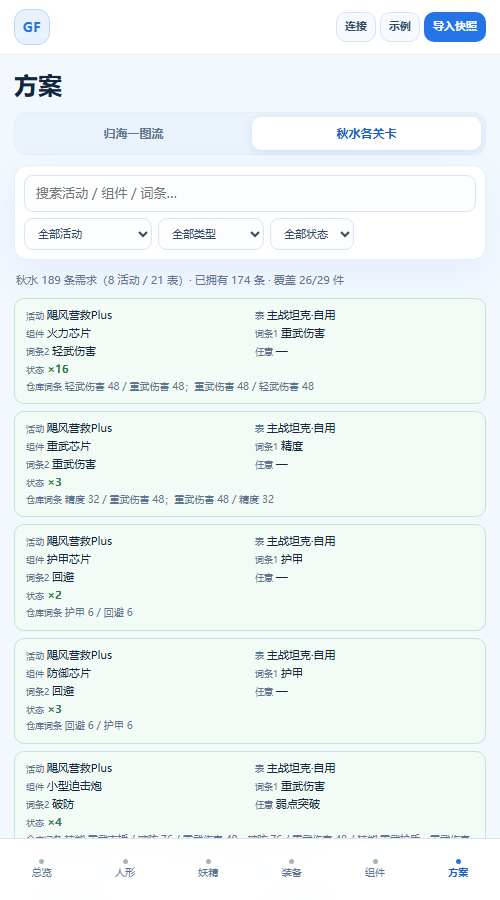 GF
连接
示例
导入快照
方案
归海一图流
秋水各关卡
搜索活动 / 组件 / 词条...
全部活动
全部类型
全部状态
秋水 189 条需求（8 活动 / 21 表）· 已拥有 174 条 · 覆盖 26/29 件
活动 飓风营救Plus
表 主战坦克·自用
组件 火力芯片
词条1 重武伤害
词条2 轻武伤害
任意 —
状态 ×16
仓库词条 轻武伤害 48 / 重武伤害 48；重武伤害 48 / 轻武伤害 48
活动 飓风营救Plus
表 主战坦克·自用
组件 重武芯片
词条1 精度
词条2 重武伤害
任意 —
状态 ×3
仓库词条 精度 32 / 重武伤害 48；重武伤害 48 / 精度 32
活动 飓风营救Plus
表 主战坦克·自用
组件 护甲芯片
词条1 护甲
词条2 回避
任意 —
状态 ×2
仓库词条 护甲 6 / 回避 6
活动 飓风营救Plus
表 主战坦克·自用
组件 防御芯片
词条1 护甲
词条2 回避
任意 —
状态 ×3
仓库词条 回避 6 / 护甲 6
活动 飓风营救Plus
表 主战坦克·自用
组件 小型迫击炮
词条1 重武伤害
词条2 破防
任意 弱点突破
状态 ×4
总览
人形
妖精
装备
组件
方案